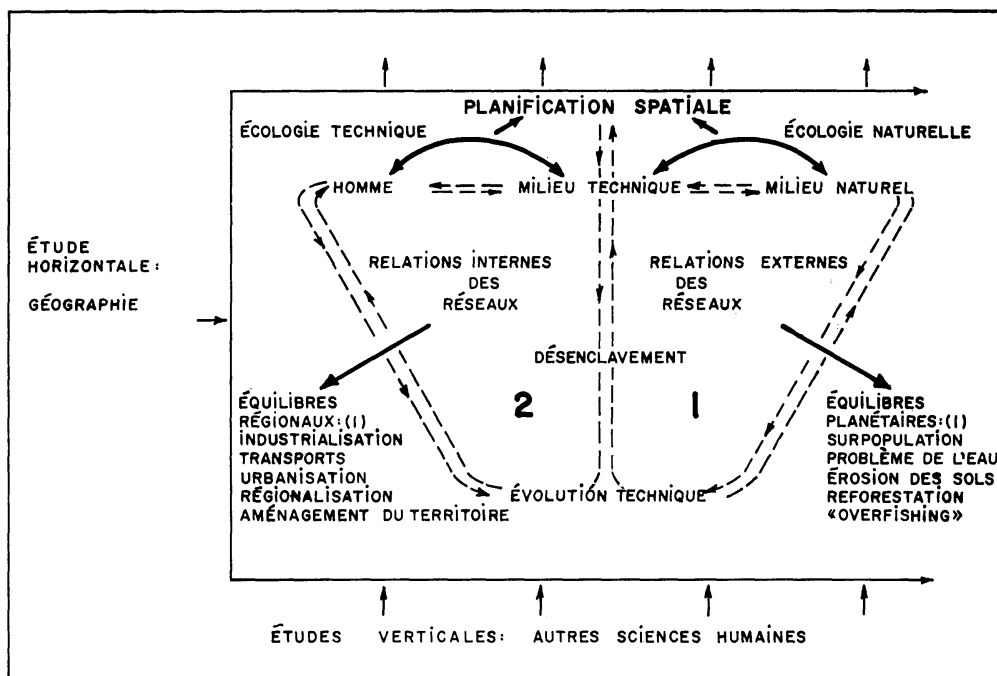 PLANIFICATION SPATIALE
ÉCOLOGIE TECHNIQUE
ÉCOLOGIE NATURELLE
HOMME
MILIEU TECHNIQUE
MILIEU NATUREL
ÉTUDE
HORIZONTALE:
GÉOGRAPHIE
RELATIONS INTERNES
DES
RÉSEAUX
RELATIONS EXTERNES
DES
RÉSEAUX
DÉSENCLAVEMENT
2
1
ÉQUILIBRES
RÉGIONAUX:(1)
INDUSTRIALISATION
TRANSPORTS
URBANISATION
RÉGIONALISATION
AMÉNAGEMENT DU TERRITOIRE
ÉQUILIBRES
PLANÉTAIRES:(1)
SURPOPULATION
PROBLÈME DE L'EAU
ÉROSION DES SOLS
REFORESTATION
«OVERFISHING»
ÉVOLUTION TECHNIQUE
ÉTUDES VERTICALES: AUTRES SCIENCES HUMAINES